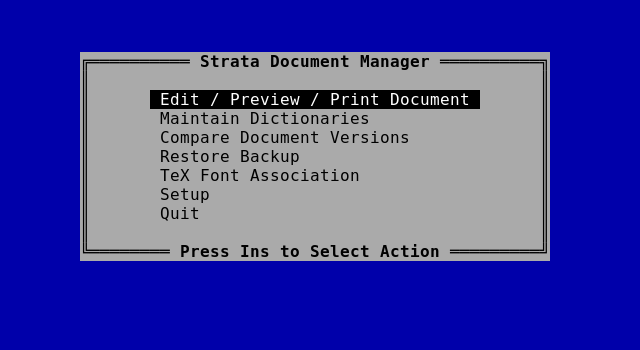 Strata Document Manager
Edit / Preview / Print Document
Maintain Dictionaries
Compare Document Versions
Restore Backup
TeX Font Association
Setup
Quit
Press Ins to Select Action